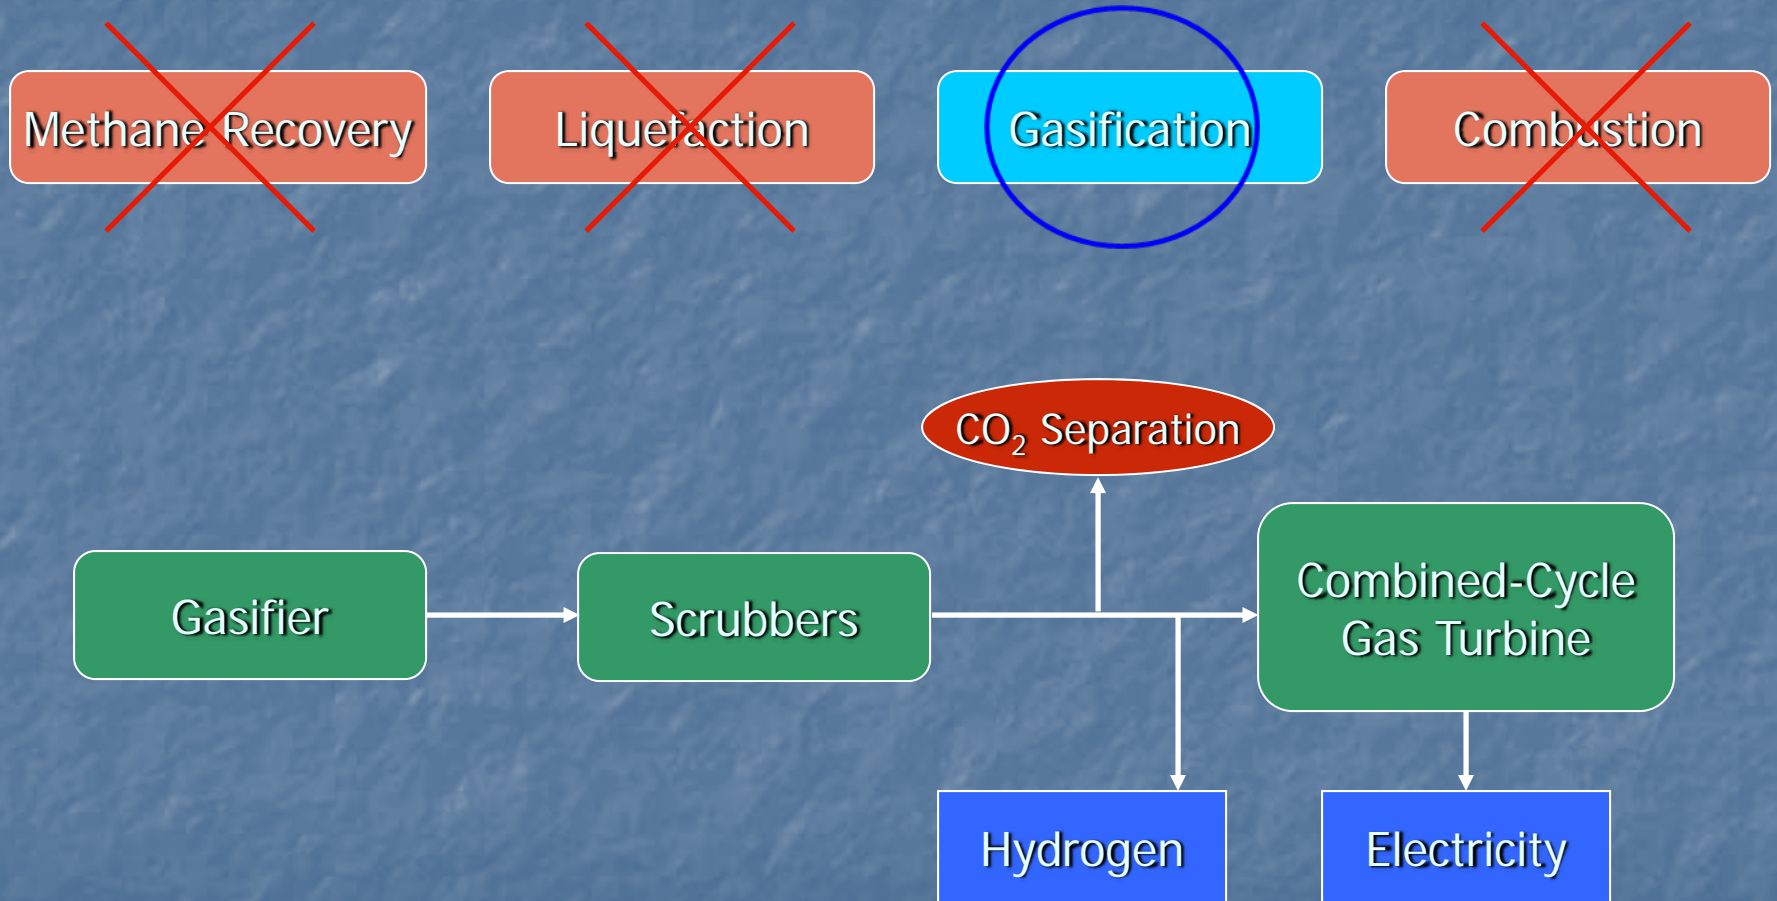 Methane Recovery
Liquefaction
Gasification
Combustion
CO₂ Separation
Gasifier
Scrubbers
Combined-Cycle
Gas Turbine
Hydrogen
Electricity